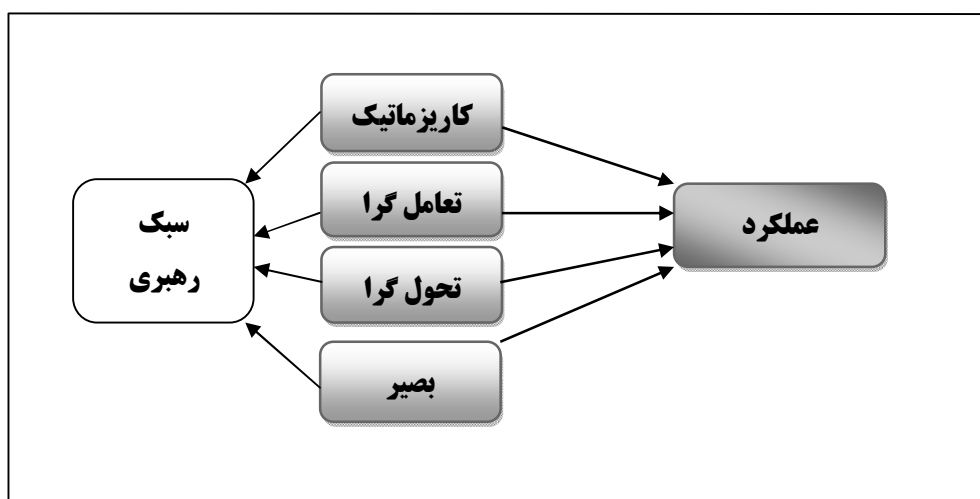 کاریزماتیک
تعامل گرا
تحول گرا
بصیر
سبک
رهبری
عملکرد